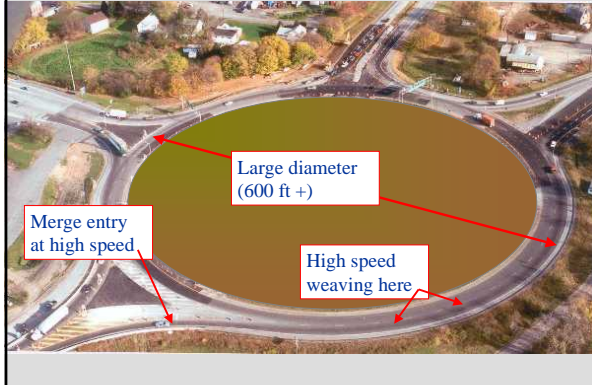 Large diameter
(600 ft +)
Merge entry
at high speed
High speed
weaving here